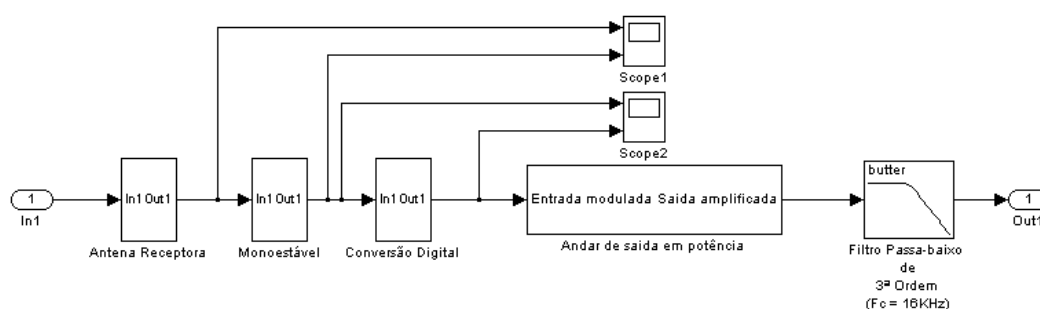 Scope1
Scope2
1
In1
In1 Out1
Antena Receptora
In1 Out1
Monoestável
In1 Out1
Conversão Digital
Entrada modulada Saida amplificada
Andar de saida em potência
butter
Filtro Passa-baixo
de
3ª Ordem
(Fc = 16KHz)
1
Out1